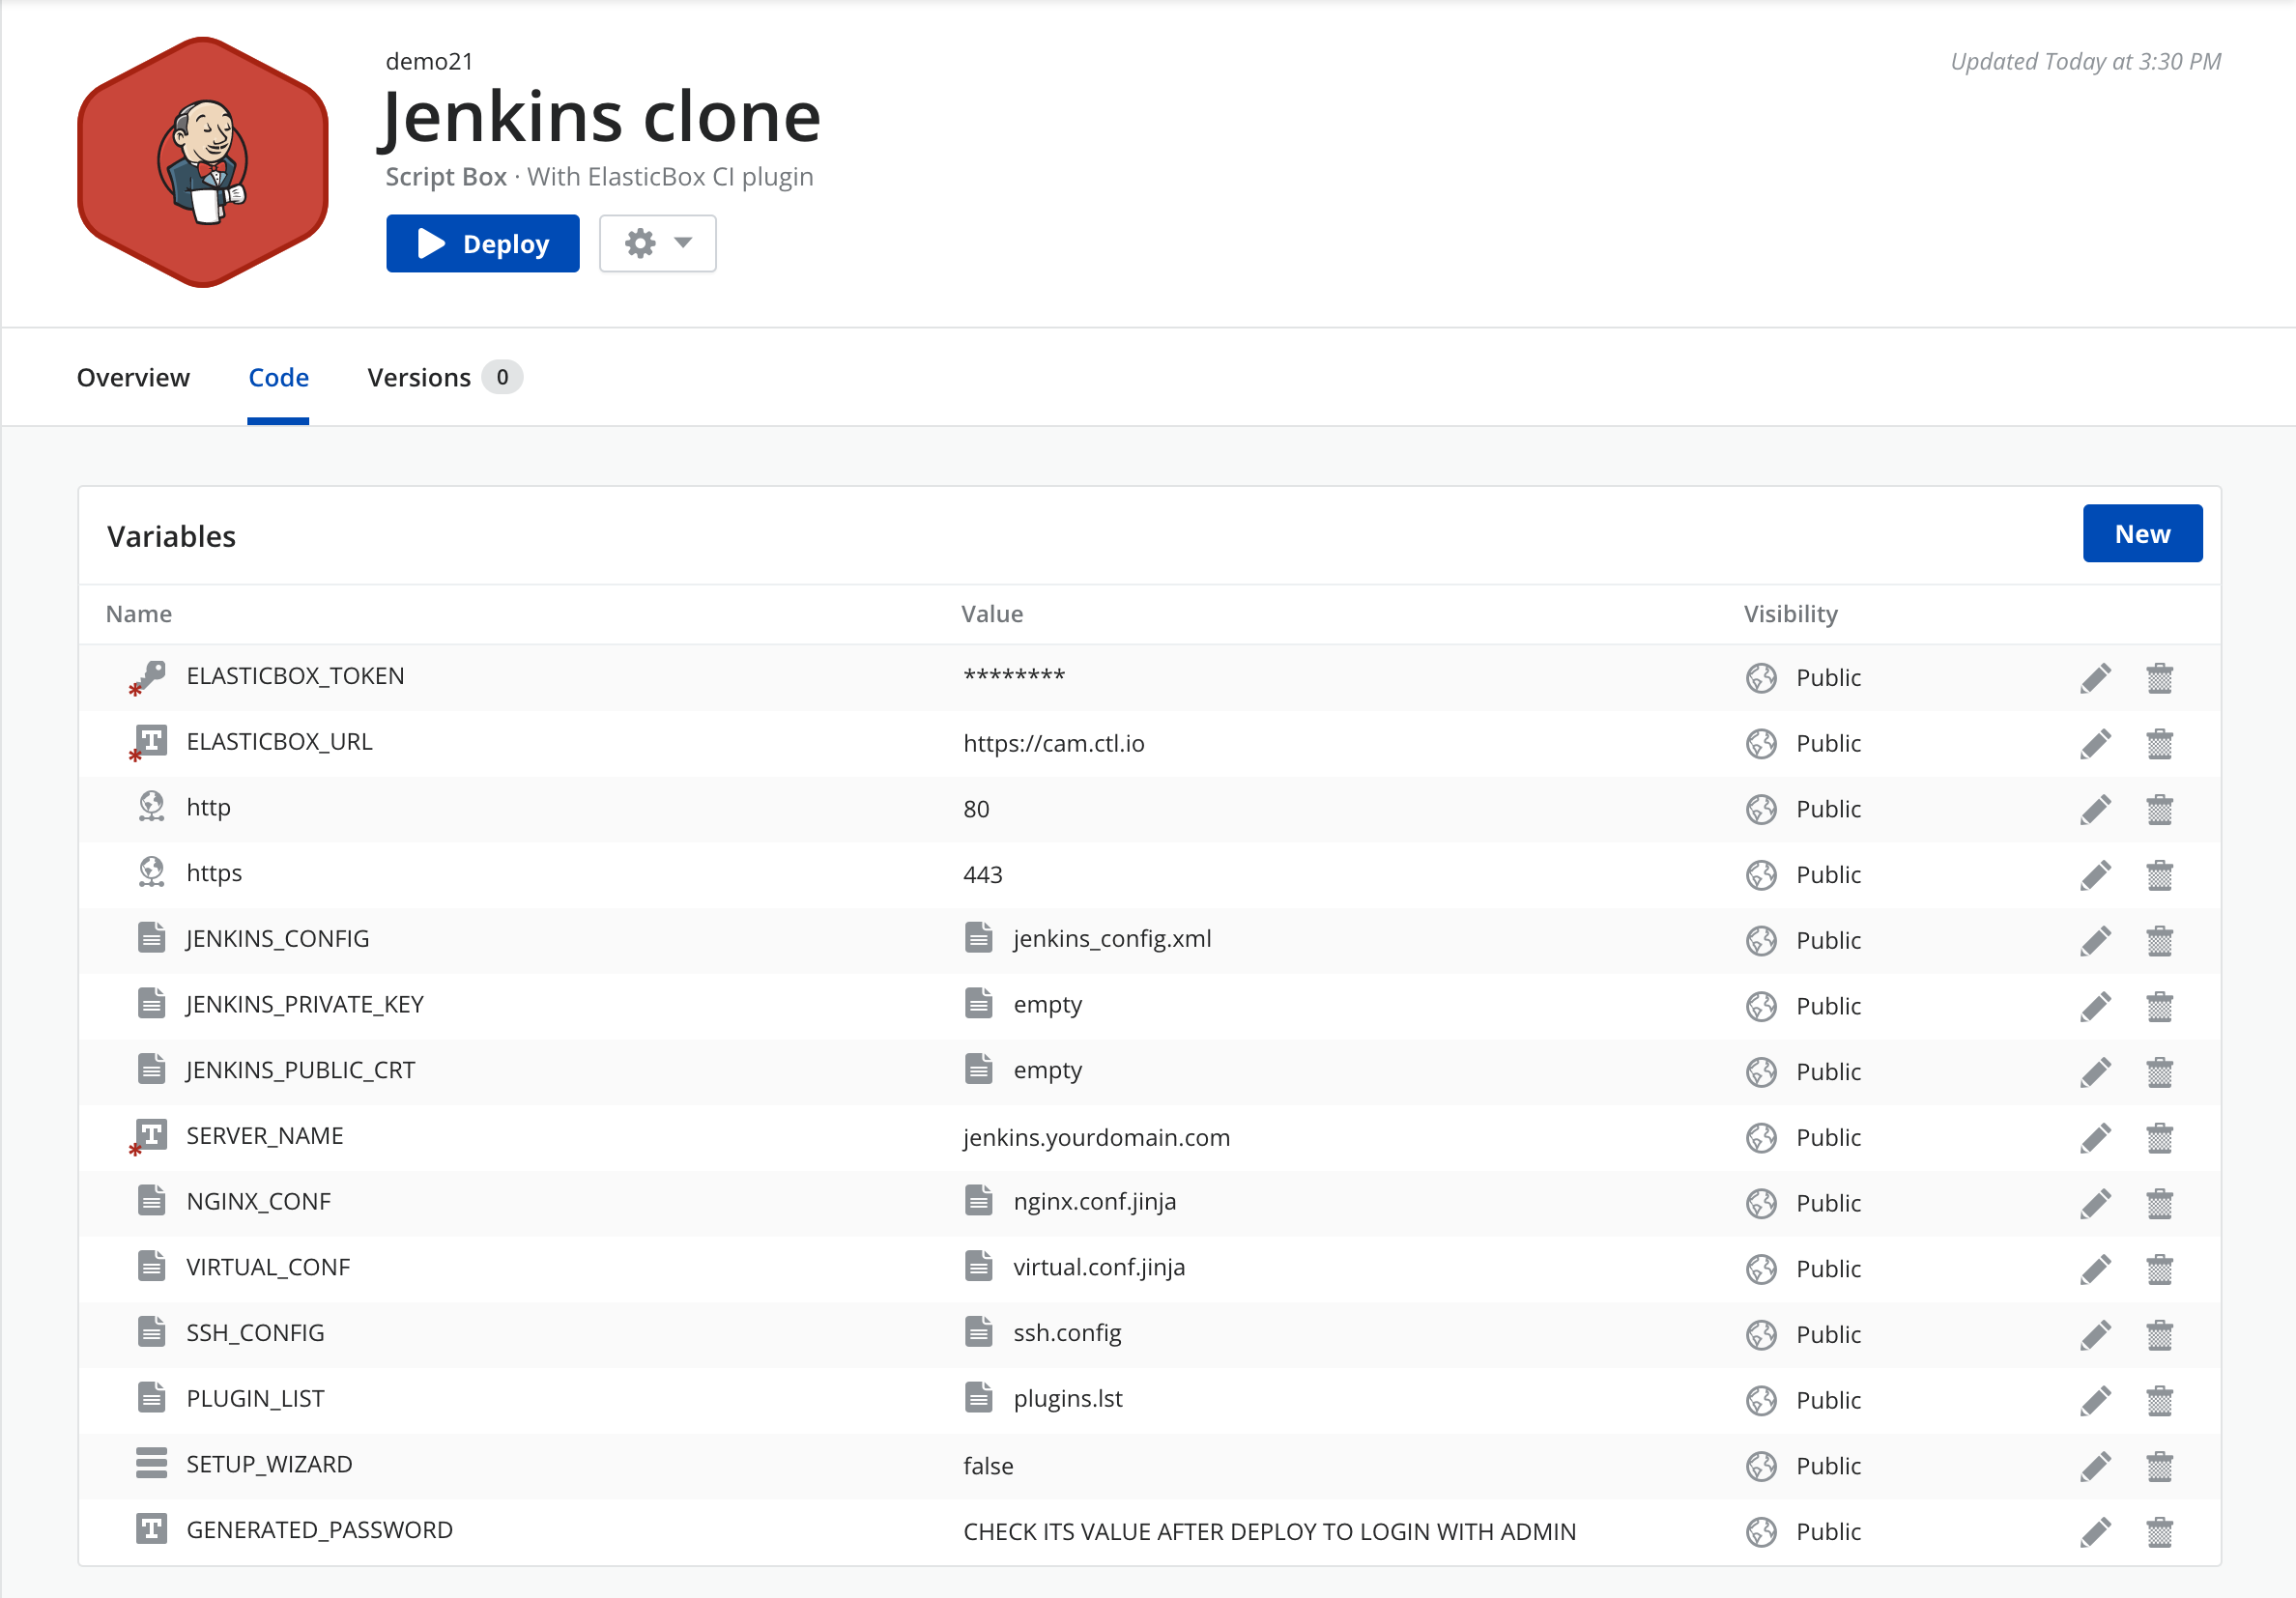 demo21
Updated Today at 3:30 PM
Jenkins clone
Script Box · With ElasticBox CI plugin
Deploy
Overview Code Versions 0
Variables New
Name Value Visibility
ELASTICBOX_TOKEN ******** Public
ELASTICBOX_URL https://cam.ctl.io Public
http 80 Public
https 443 Public
JENKINS_CONFIG jenkins_config.xml Public
JENKINS_PRIVATE_KEY empty Public
JENKINS_PUBLIC_CRT empty Public
SERVER_NAME jenkins.yourdomain.com Public
NGINX_CONF nginx.conf.jinja Public
VIRTUAL_CONF virtual.conf.jinja Public
SSH_CONFIG ssh.config Public
PLUGIN_LIST plugins.lst Public
SETUP_WIZARD false Public
GENERATED_PASSWORD CHECK ITS VALUE AFTER DEPLOY TO LOGIN WITH ADMIN Public